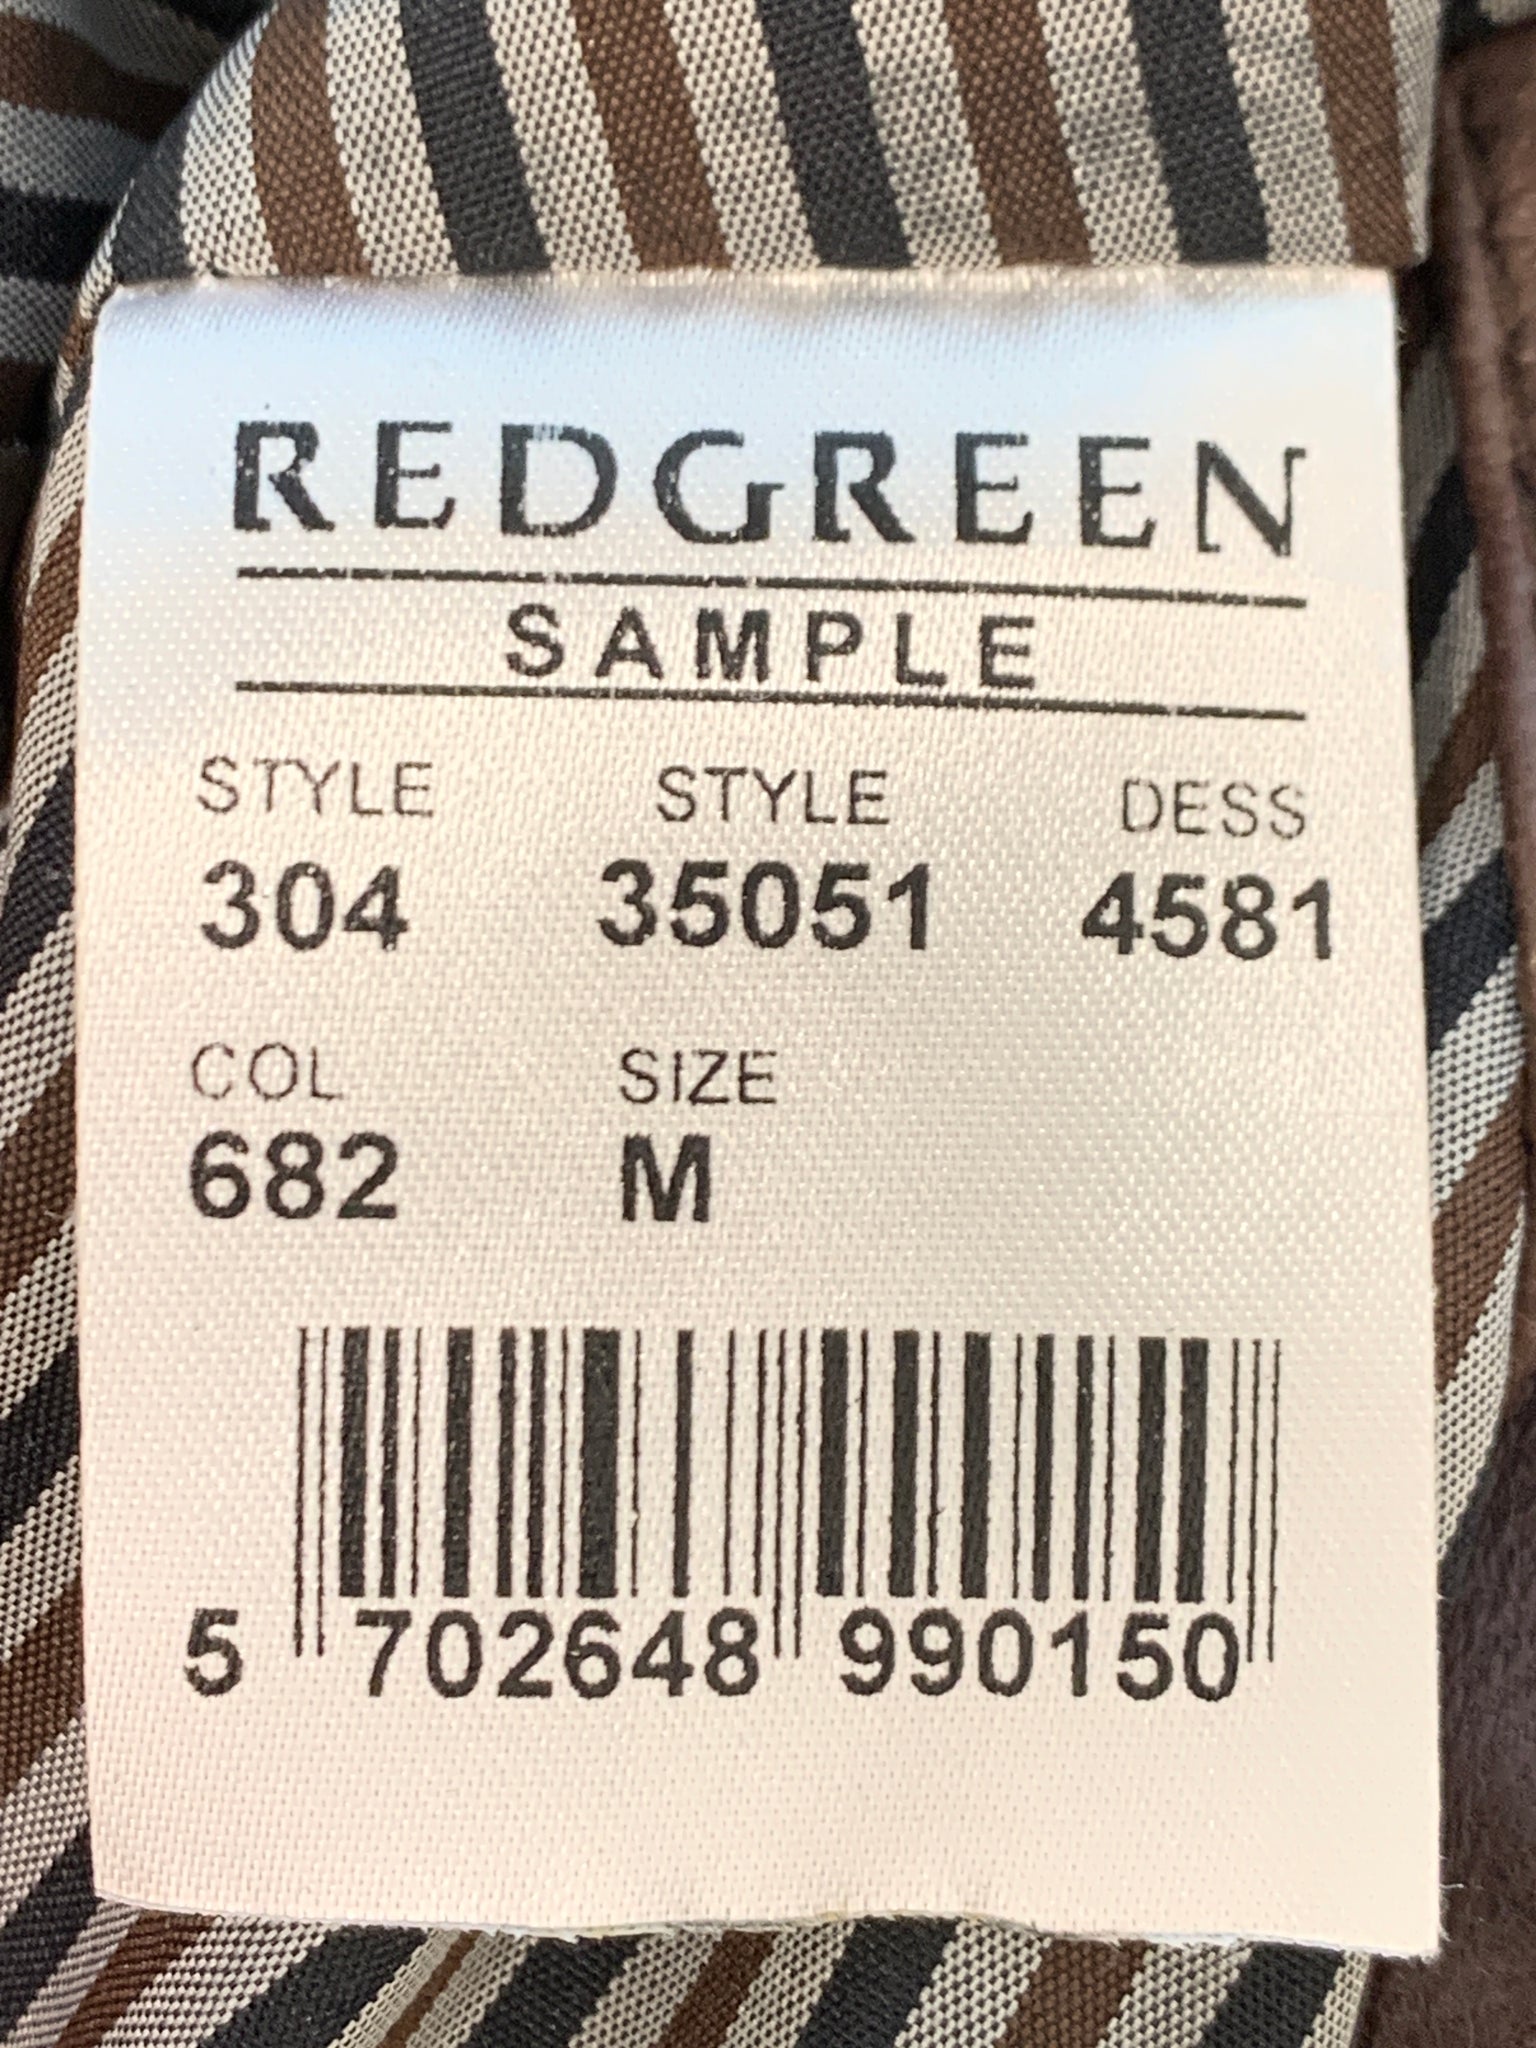 REDGREEN
SAMPLE
STYLE STYLE DESS
304 35051 4581
COL SIZE
682 M
5 702648 990150